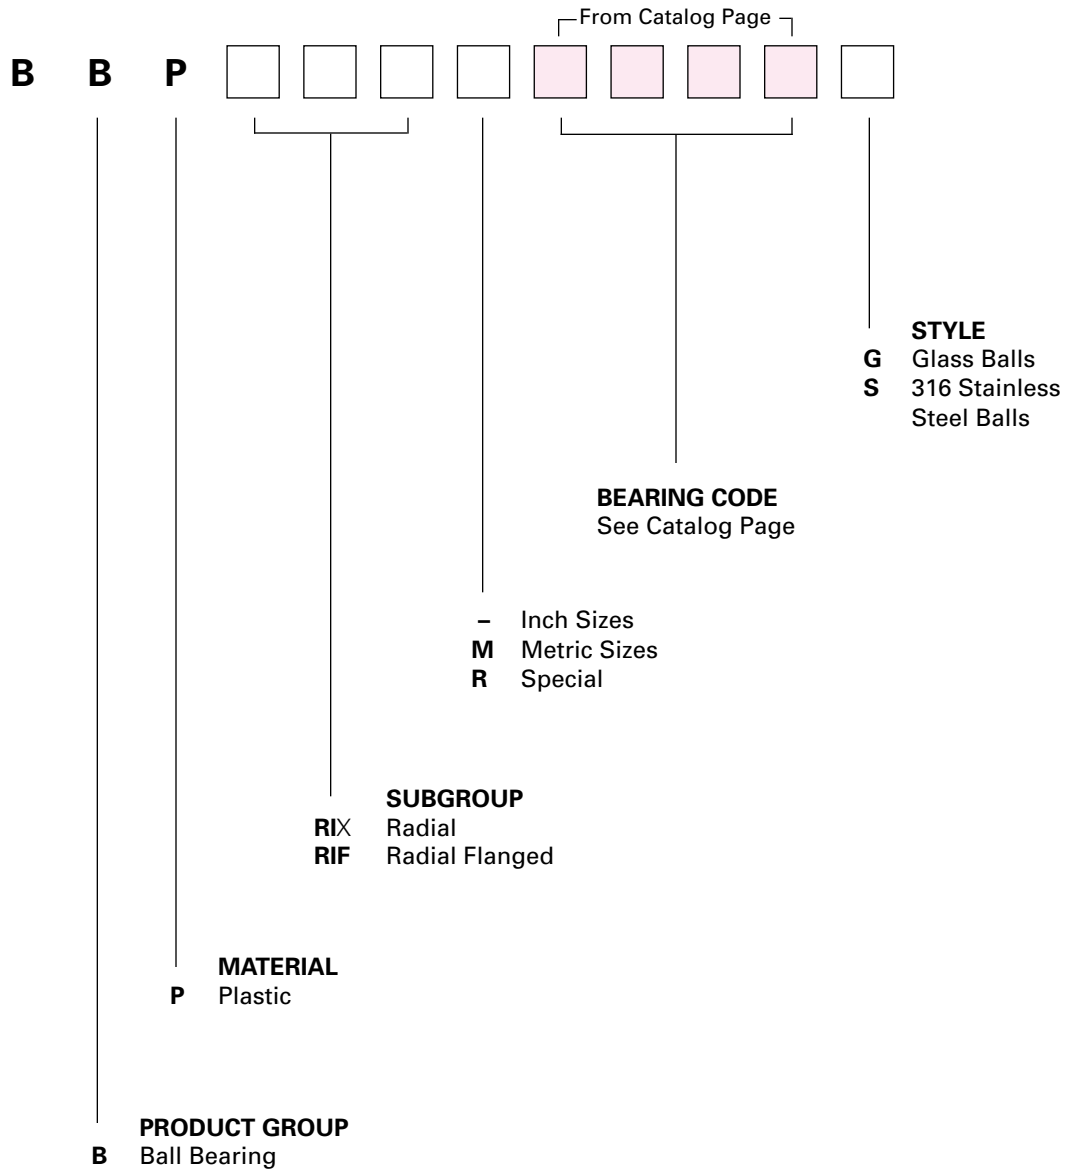 From Catalog Page
B B P
STYLE
G Glass Balls
S 316 Stainless
Steel Balls
BEARING CODE
See Catalog Page
– Inch Sizes
M Metric Sizes
R Special
SUBGROUP
RIX Radial
RIF Radial Flanged
MATERIAL
P Plastic
PRODUCT GROUP
B Ball Bearing